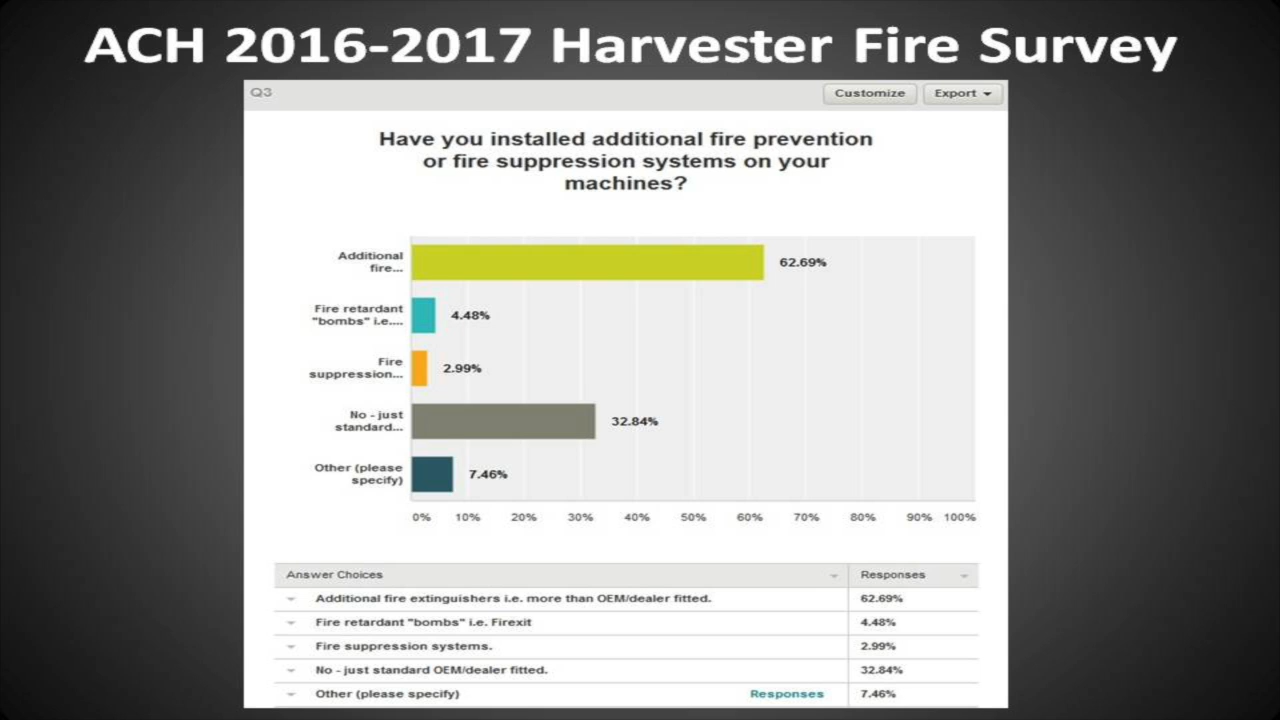 ACH 2016-2017 Harvester Fire Survey
Q3
Customize
Export
Have you installed additional fire prevention
or fire suppression systems on your
machines?
Additional
fire...
62.69%
Fire retardant
"bombs" i.e....
4.48%
Fire
suppression...
2.99%
No - just
standard...
32.84%
Other (please
specify)
7.46%
0% 10% 20% 30% 40% 50% 60% 70% 80% 90% 100%
Answer Choices Responses
Additional fire extinguishers i.e. more than OEM/dealer fitted. 62.69%
Fire retardant "bombs" i.e. Firexit 4.48%
Fire suppression systems. 2.99%
No - just standard OEM/dealer fitted. 32.84%
Other (please specify) Responses 7.46%